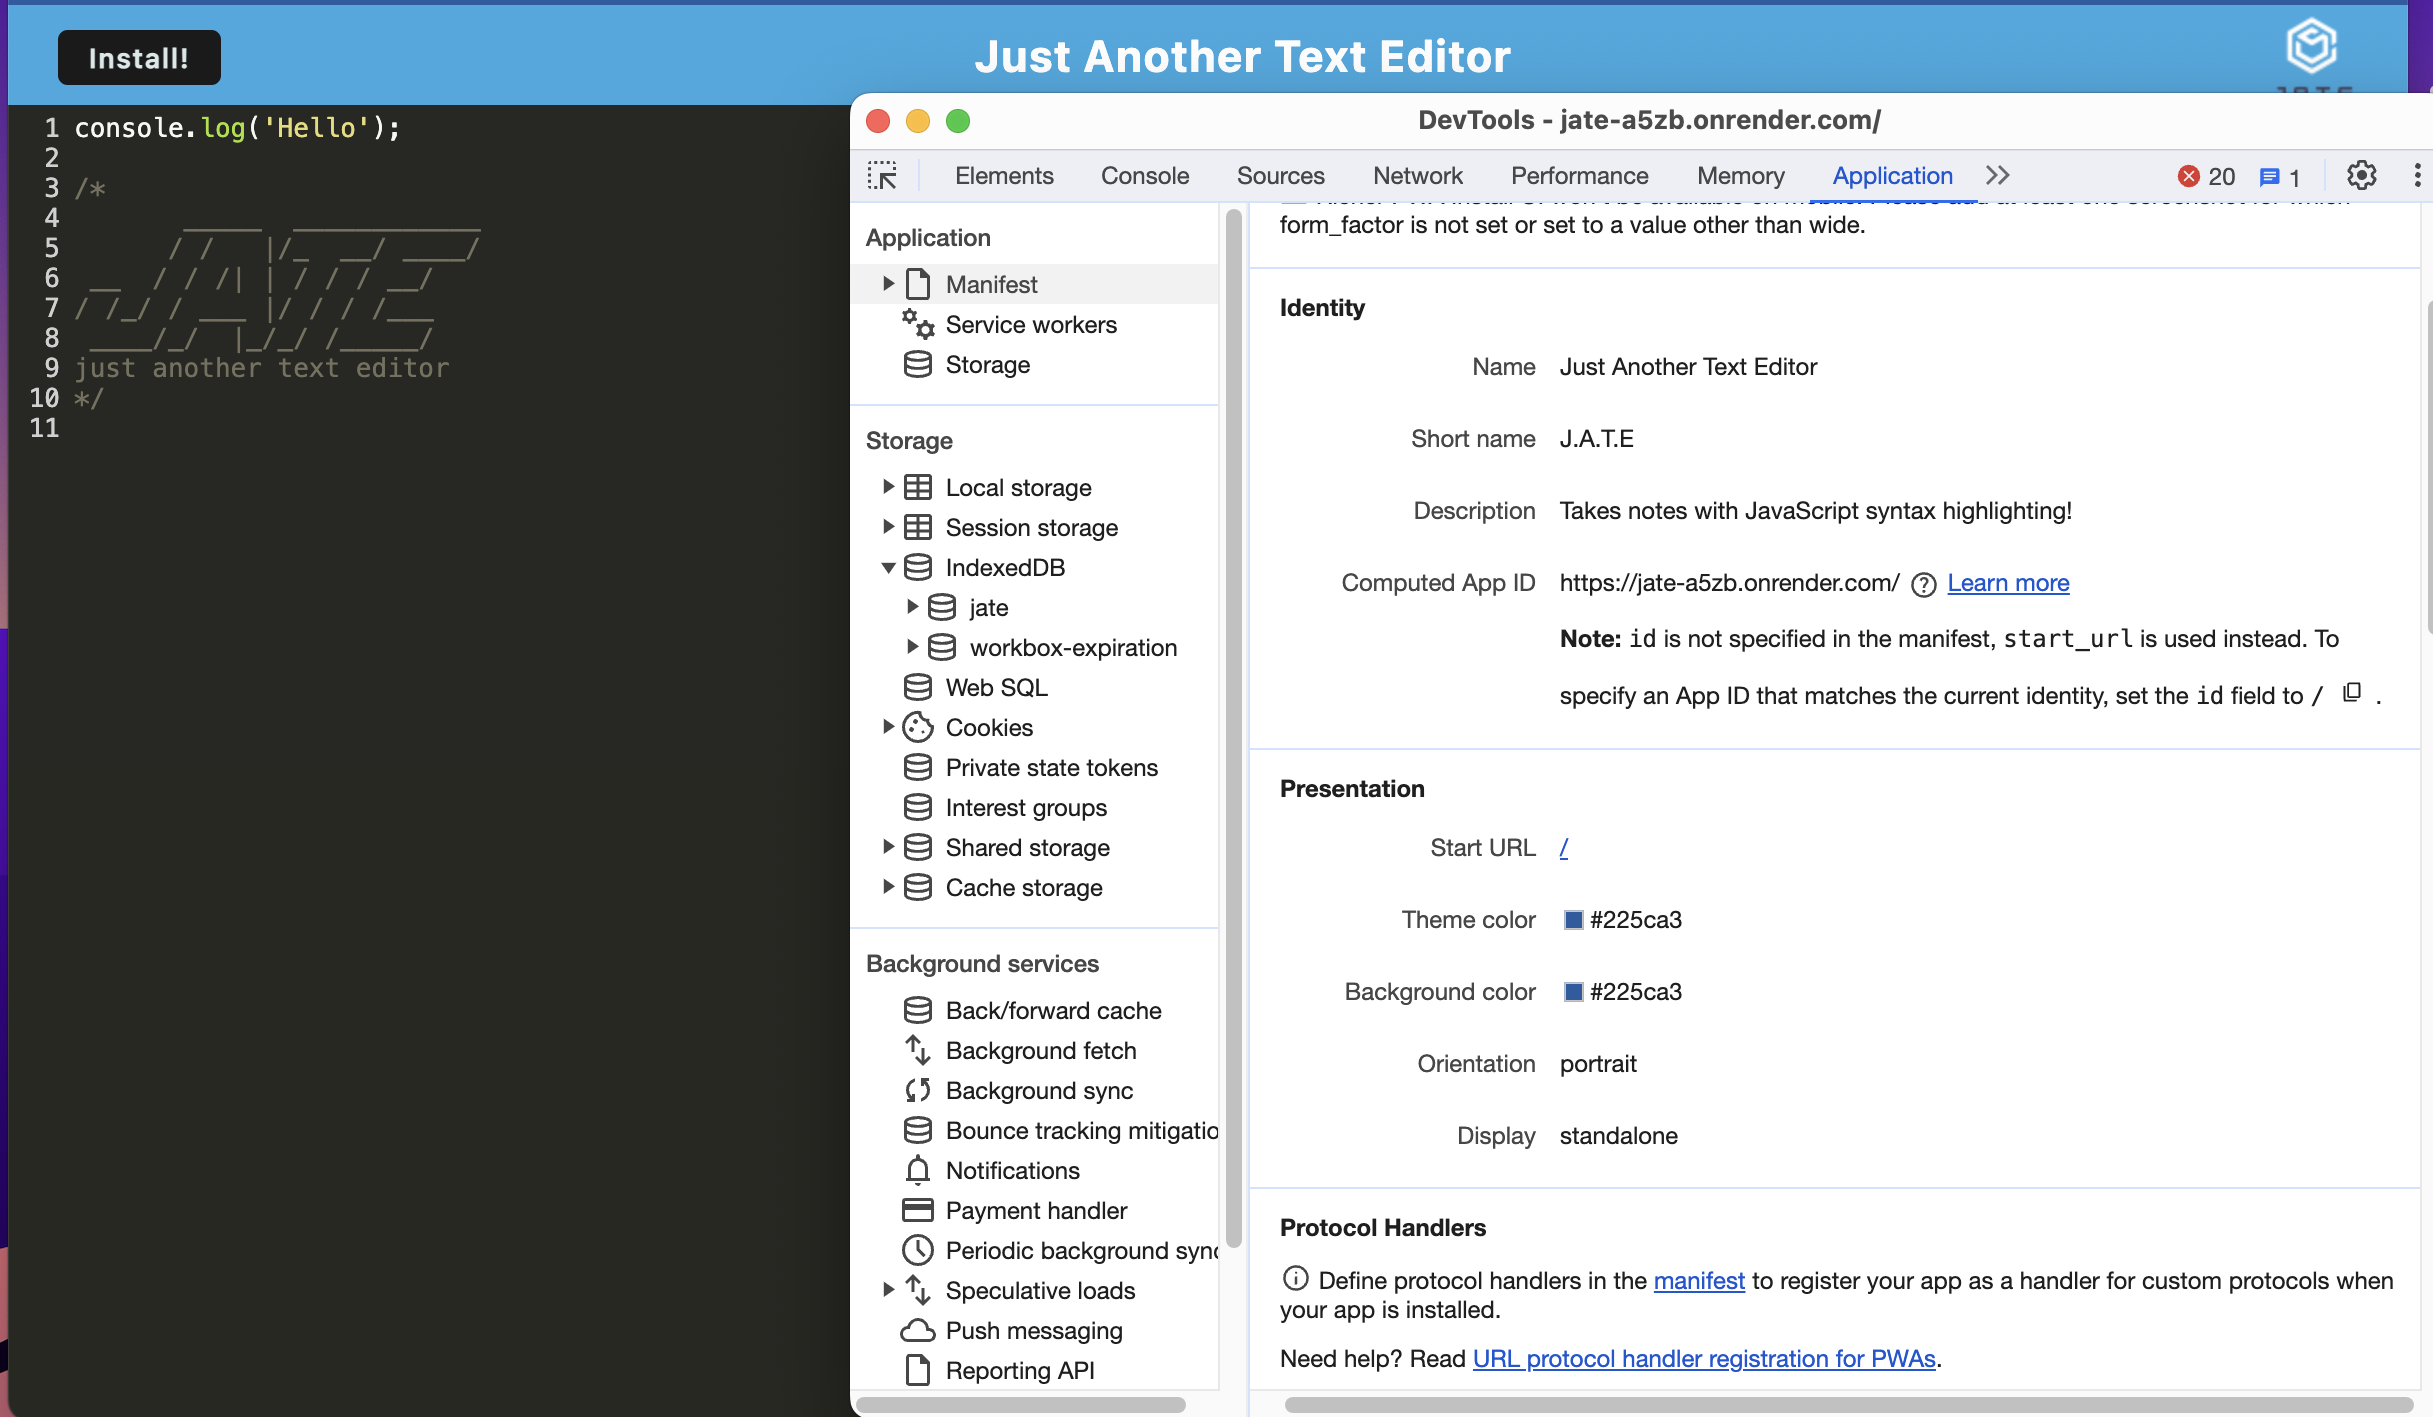 Install!
Just Another Text Editor
1 console.log('Hello');
2
3 /*
4        _____  ____________
5       / /   |/_  __/ ____/
6  __  / / /| | / / / __/
7 / /_/ / ___ |/ / / /___
8  ____/_/  |_/_/ /_____/
9 just another text editor
10 */
11
DevTools - jate-a5zb.onrender.com/
Elements Console Sources Network Performance Memory Application 20 1
Application
Manifest
Service workers
Storage
Storage
Local storage
Session storage
IndexedDB
jate
workbox-expiration
Web SQL
Cookies
Private state tokens
Interest groups
Shared storage
Cache storage
Background services
Back/forward cache
Background fetch
Background sync
Bounce tracking mitigatio
Notifications
Payment handler
Periodic background sync
Speculative loads
Push messaging
Reporting API
form_factor is not set or set to a value other than wide.
Identity
Name Just Another Text Editor
Short name J.A.T.E
Description Takes notes with JavaScript syntax highlighting!
Computed App ID https://jate-a5zb.onrender.com/ Learn more
Note: id is not specified in the manifest, start_url is used instead. To
specify an App ID that matches the current identity, set the id field to / .
Presentation
Start URL /
Theme color #225ca3
Background color #225ca3
Orientation portrait
Display standalone
Protocol Handlers
Define protocol handlers in the manifest to register your app as a handler for custom protocols when
your app is installed.
Need help? Read URL protocol handler registration for PWAs.